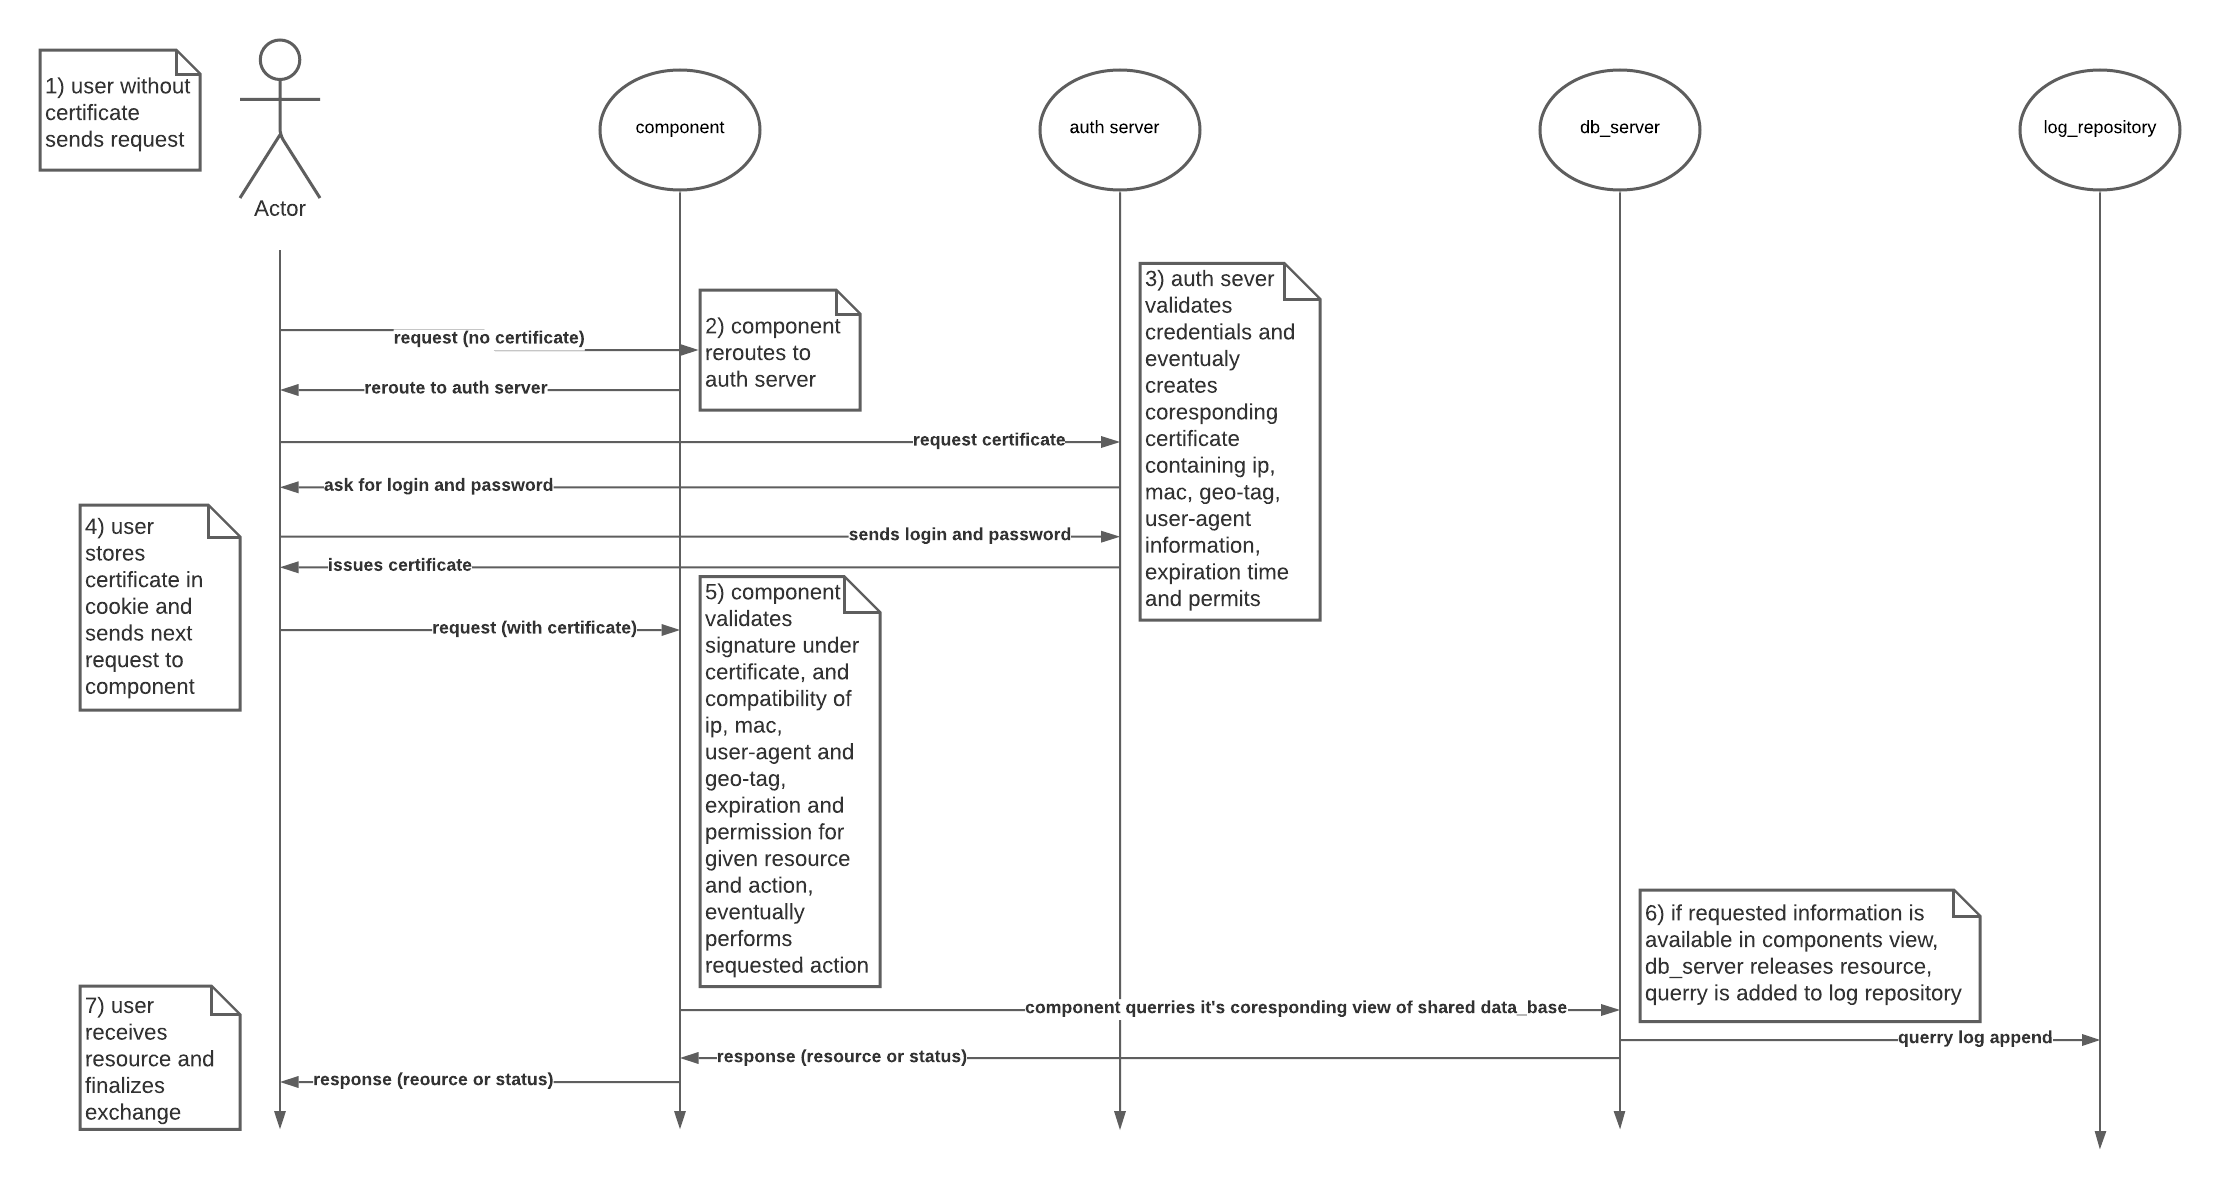 1) user without
certificate
sends request
Actor
component
auth server
db_server
log_repository
request (no certificate)
2) component
reroutes to
auth server
reroute to auth server
3) auth sever
validates
credentials and
eventualy
creates
coresponding
certificate
containing ip,
mac, geo-tag,
user-agent
information,
expiration time
and permits
request certificate
ask for login and password
sends login and password
issues certificate
4) user
stores
certificate in
cookie and
sends next
request to
component
request (with certificate)
5) component
validates
signature under
certificate, and
compatibility of
ip, mac,
user-agent and
geo-tag,
expiration and
permission for
given resource
and action,
eventually
performs
requested action
6) if requested information is
available in components view,
db_server releases resource,
querry is added to log repository
component querries it's coresponding view of shared data_base
querry log append
response (resource or status)
response (reource or status)
7) user
receives
resource and
finalizes
exchange